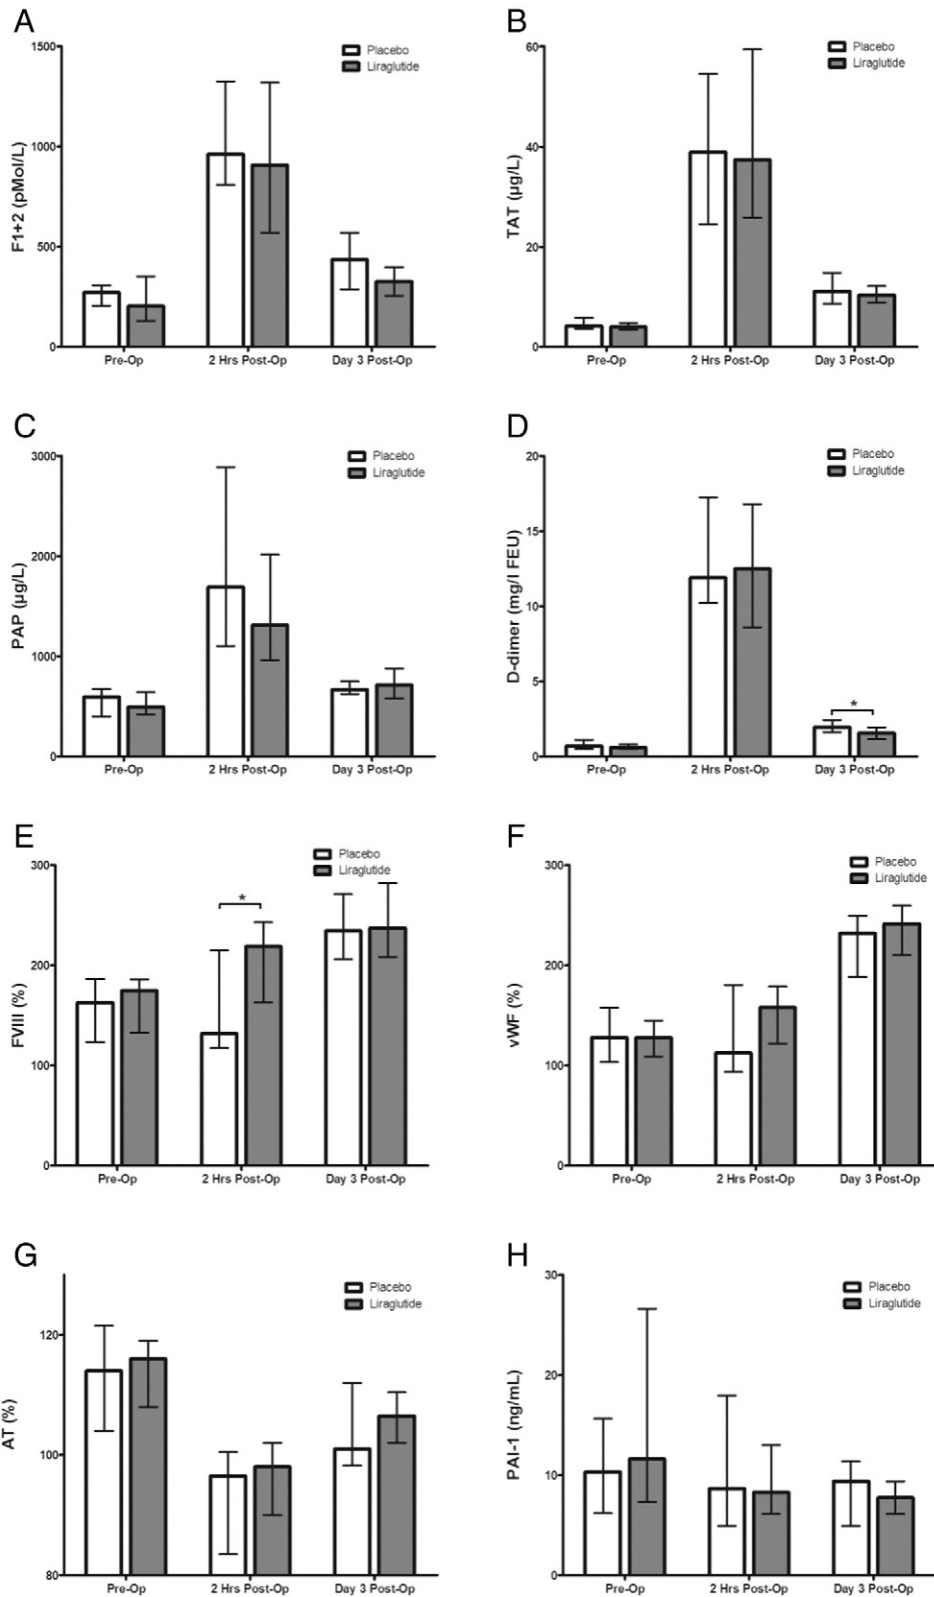 A
1500
1000
500
0
F1+2 (pMol/L)
Placebo
Liraglutide
Pre-Op
2 Hrs Post-Op
Day 3 Post-Op
B
60
40
20
0
TAT (µg/L)
Placebo
Liraglutide
Pre-Op
2 Hrs Post-Op
Day 3 Post-Op
C
3000
2000
1000
0
PAP (µg/L)
Placebo
Liraglutide
Pre-Op
2 Hrs Post-Op
Day 3 Post-Op
D
20
15
10
5
0
D-dimer (mg/l FEU)
Placebo
Liraglutide
*
Pre-Op
2 Hrs Post-Op
Day 3 Post-Op
E
300
200
100
0
FVIII (%)
Placebo
Liraglutide
*
Pre-Op
2 Hrs Post-Op
Day 3 Post-Op
F
300
200
100
0
vWF (%)
Placebo
Liraglutide
Pre-Op
2 Hrs Post-Op
Day 3 Post-Op
G
120
100
80
AT (%)
Placebo
Liraglutide
Pre-Op
2 Hrs Post-Op
Day 3 Post-Op
H
30
20
10
0
PAI-1 (ng/mL)
Placebo
Liraglutide
Pre-Op
2 Hrs Post-Op
Day 3 Post-Op